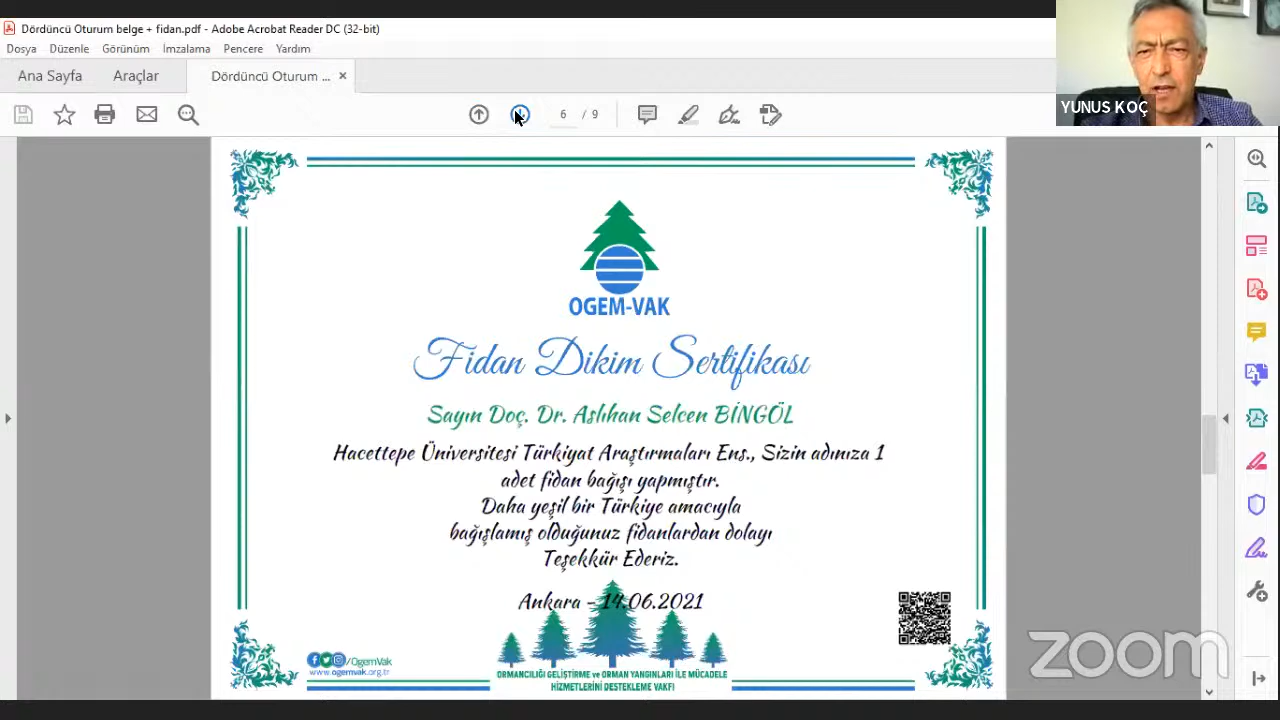 Dördüncü Oturum belge + fidan.pdf - Adobe Acrobat Reader DC (32-bit)
Dosya Düzenle Görünüm İmzalama Pencere Yardım
Ana Sayfa Araçlar Dördüncü Oturum ... ×
6 / 9
YUNUS KOÇ
OGEM-VAK
Fidan Dikim Sertifikası
Sayın Doç. Dr. Aslıhan Selcen BİNGÖL
Hacettepe Üniversitesi Türkiyat Araştırmaları Ens., Sizin adınıza 1
adet fidan bağışı yapmıştır.
Daha yeşil bir Türkiye amacıyla
bağışlamış olduğunuz fidanlardan dolayı
Teşekkür Ederiz.
Ankara - 14.06.2021
/OgemVak
www.ogemvak.org.tr
ORMANCILIĞI GELİŞTİRME ve ORMAN YANGINLARI İLE MÜCADELE
HİZMETLERİNİ DESTEKLEME VAKFI
zoom